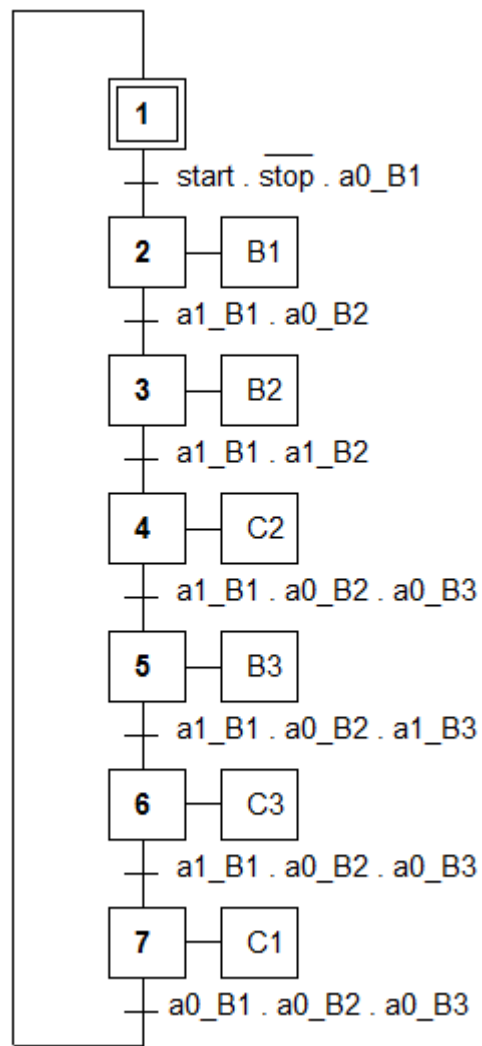 1
start . s̅t̅o̅p̅ . a0_B1
2 B1
a1_B1 . a0_B2
3 B2
a1_B1 . a1_B2
4 C2
a1_B1 . a0_B2 . a0_B3
5 B3
a1_B1 . a0_B2 . a1_B3
6 C3
a1_B1 . a0_B2 . a0_B3
7 C1
a0_B1 . a0_B2 . a0_B3